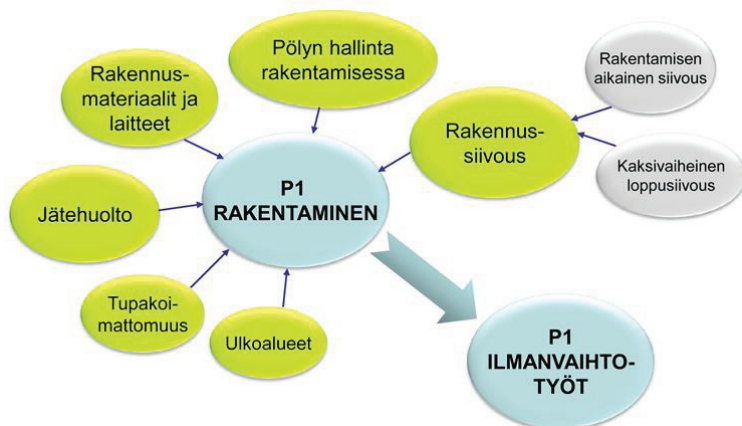 Pölyn hallinta
rakentamisessa
Rakennus-
materiaalit ja
laitteet
Rakentamisen
aikainen siivous
Rakennus-
siivous
Kaksivaiheinen
loppusiivous
P1
RAKENTAMINEN
Jätehuolto
Tupakoi-
mattomuus
Ulkoalueet
P1
ILMANVAIHTO-
TYÖT